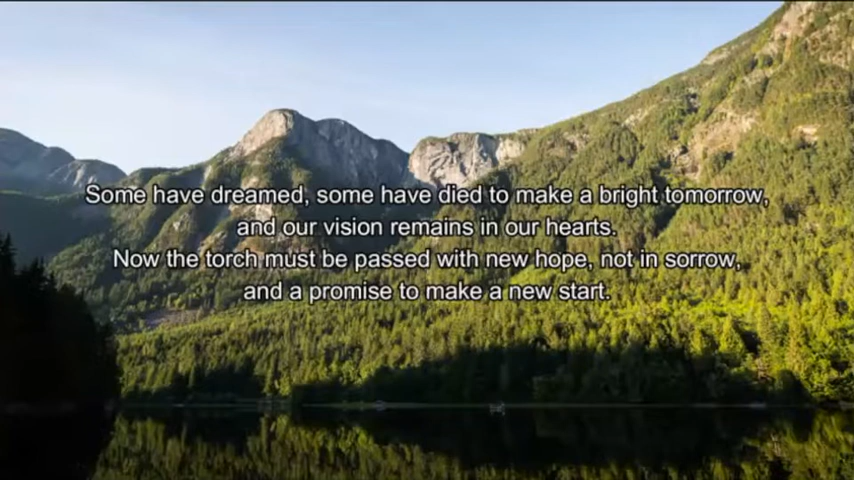 Some have dreamed, some have died to make a bright tomorrow,
and our vision remains in our hearts.
Now the torch must be passed with new hope, not in sorrow,
and a promise to make a new start.